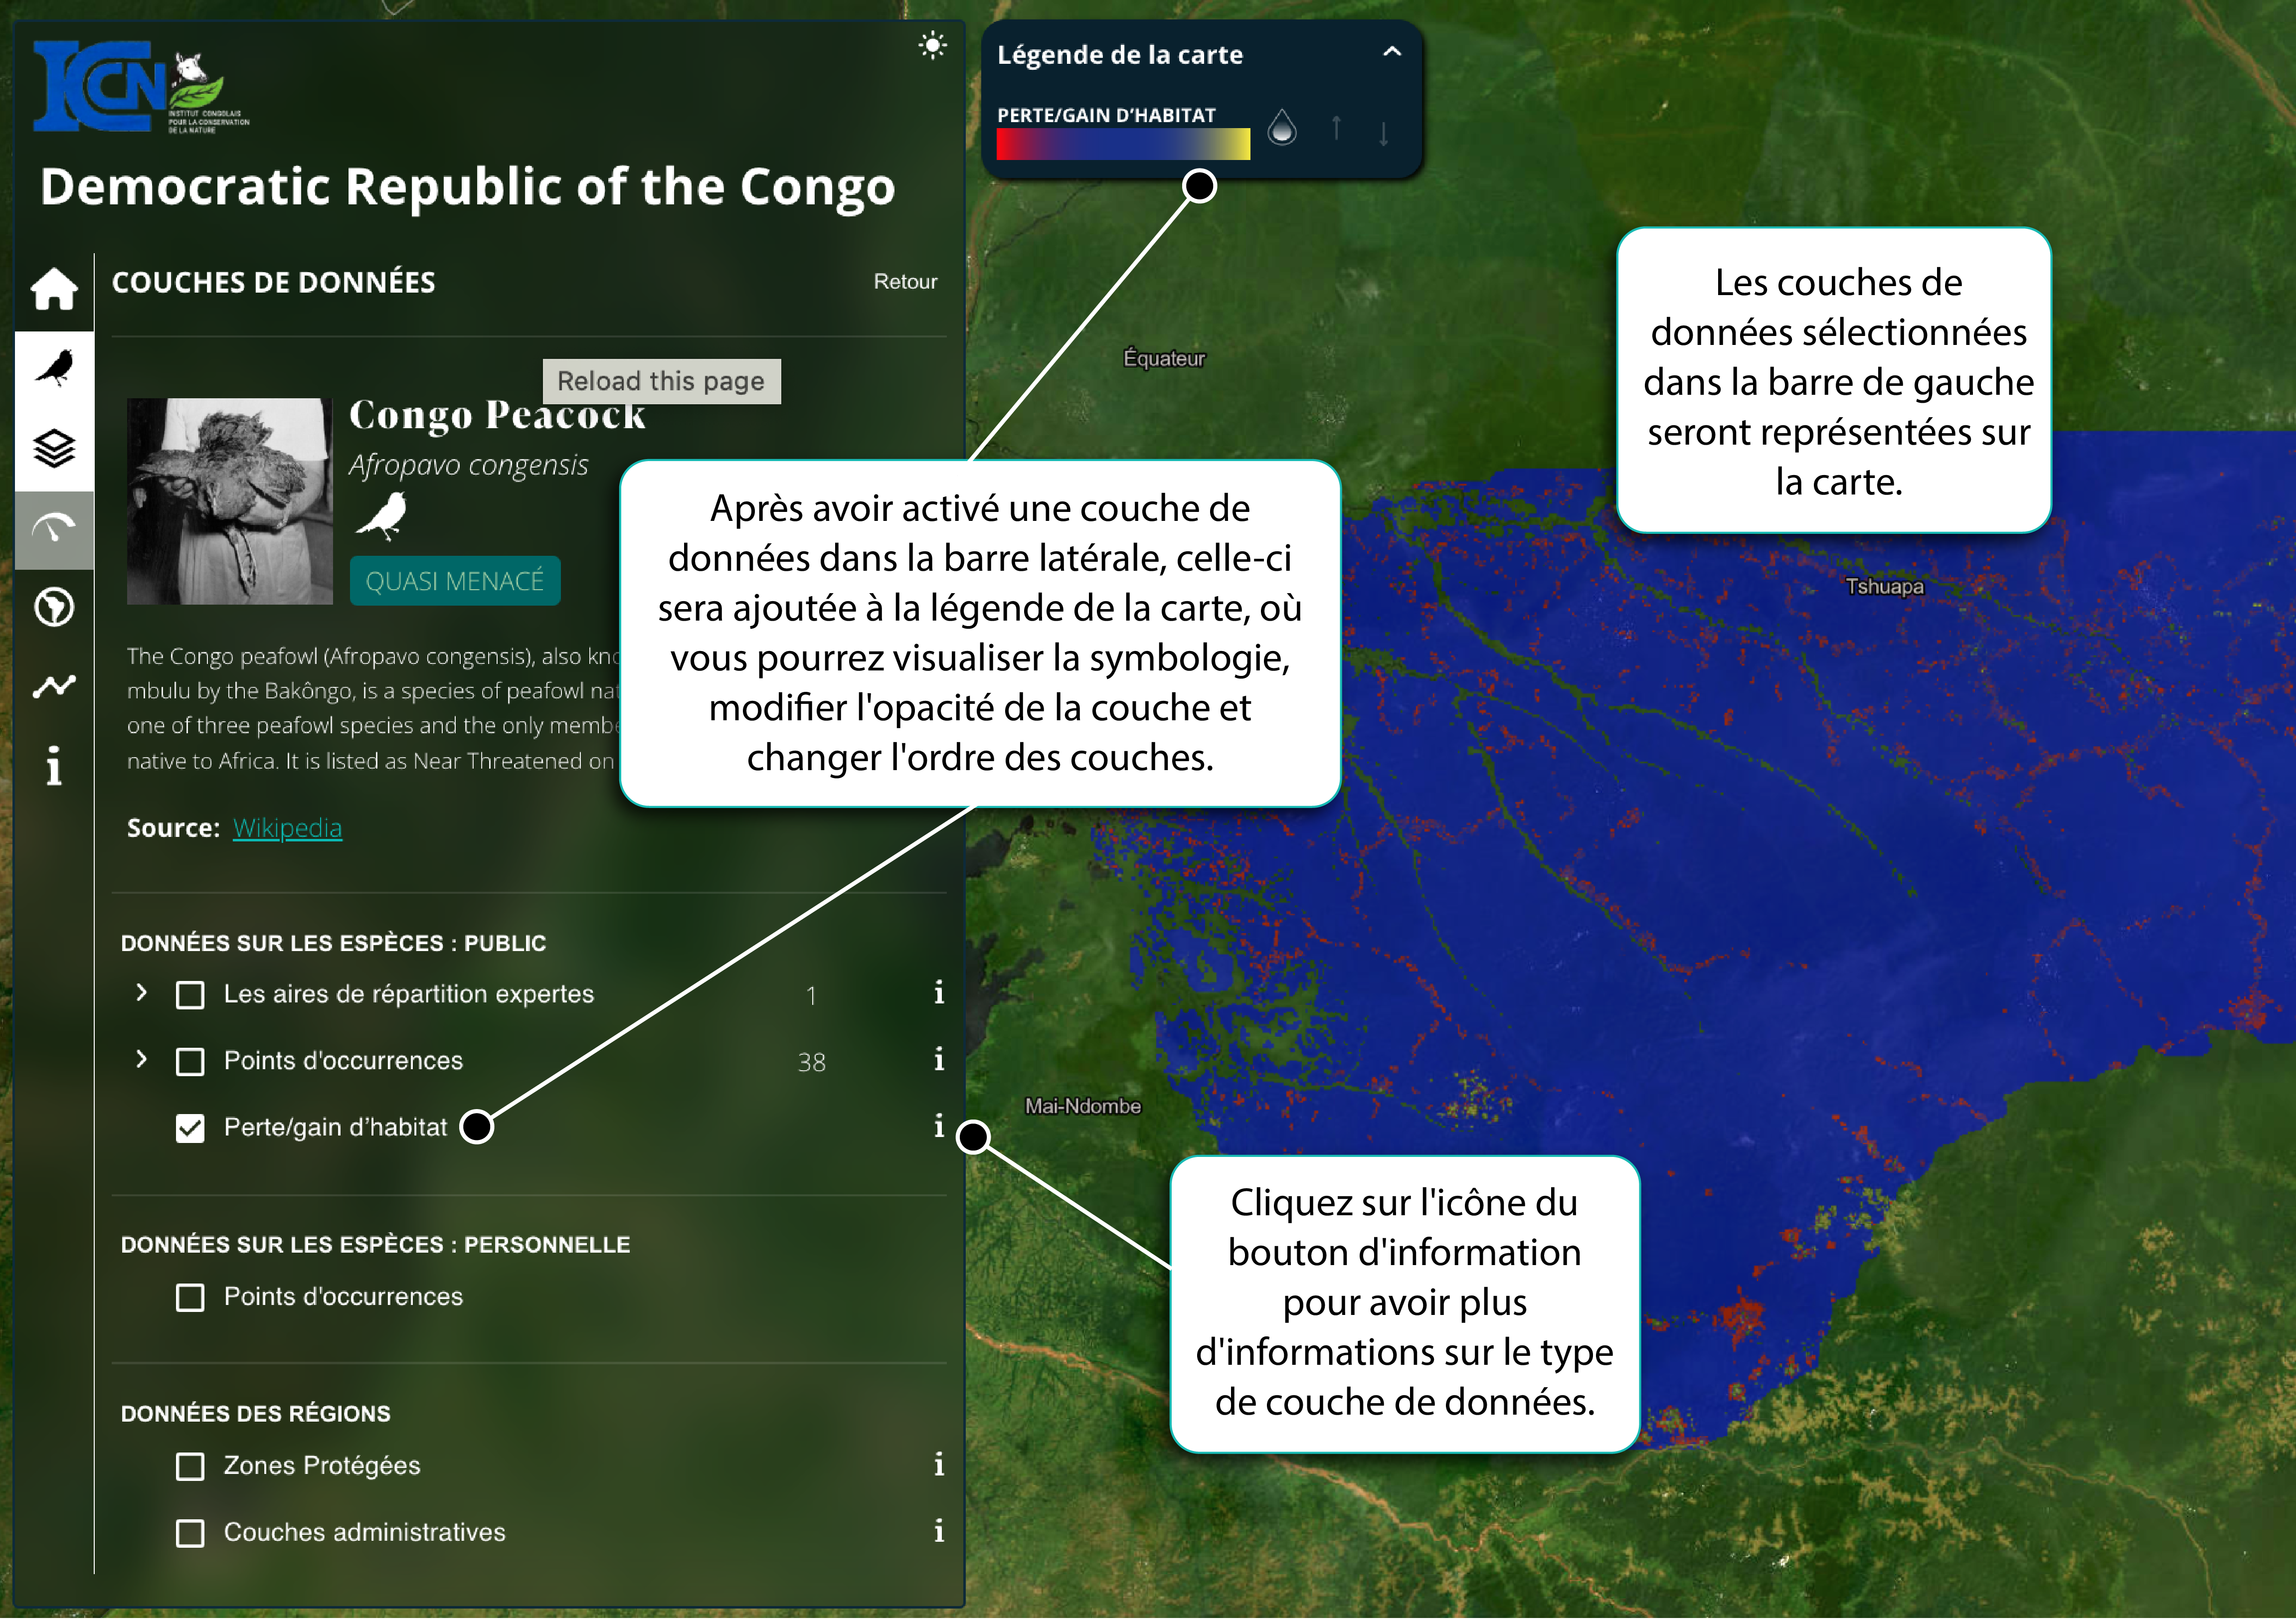 ICCN
INSTITUT CONGOLAIS
POUR LA CONSERVATION
DE LA NATURE
Democratic Republic of the Congo
COUCHES DE DONNÉES
Retour
Reload this page
Congo Peacock
Afropavo congensis
QUASI MENACÉ
The Congo peafowl (Afropavo congensis), also
mbulu by the Bakôngo, is a species of peafowl
one of three peafowl species and the only
native to Africa. It is listed as Near Threatened on
Source: Wikipedia
DONNÉES SUR LES ESPÈCES : PUBLIC
Les aires de répartition expertes 1 i
Points d'occurrences 38 i
Perte/gain d'habitat i
DONNÉES SUR LES ESPÈCES : PERSONNELLE
Points d'occurrences
DONNÉES DES RÉGIONS
Zones Protégées i
Couches administratives i
Légende de la carte
PERTE/GAIN D'HABITAT
Après avoir activé une couche de
données dans la barre latérale, celle-ci
sera ajoutée à la légende de la carte, où
vous pourrez visualiser la symbologie,
modifier l'opacité de la couche et
changer l'ordre des couches.
Les couches de
données sélectionnées
dans la barre de gauche
seront représentées sur
la carte.
Cliquez sur l'icône du
bouton d'information
pour avoir plus
d'informations sur le type
de couche de données.
Équateur
Tshuapa
Mai-Ndombe